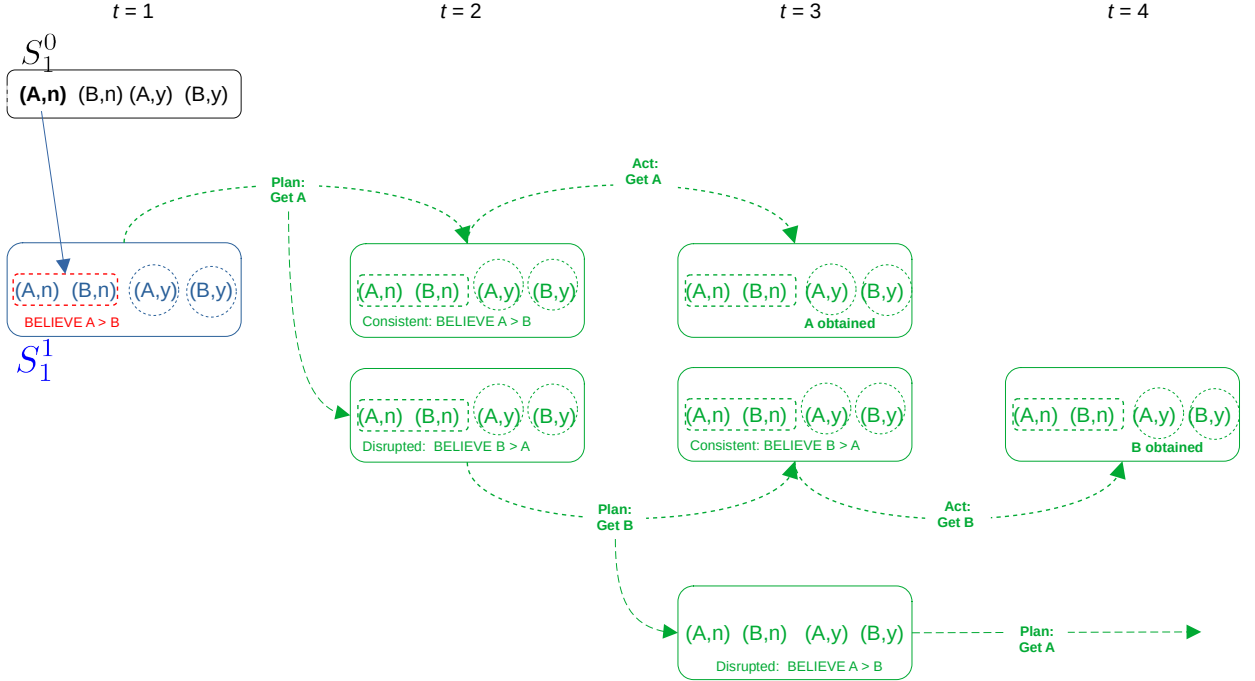 t = 1 t = 2 t = 3 t = 4
S_1^0
(A,n) (B,n) (A,y) (B,y)
Act:
Get A
Plan:
Get A
(A,n) (B,n) (A,y) (B,y)
BELIEVE A > B
S_1^1
(A,n) (B,n) (A,y) (B,y)
Consistent: BELIEVE A > B
(A,n) (B,n) (A,y) (B,y)
A obtained
(A,n) (B,n) (A,y) (B,y)
Disrupted: BELIEVE B > A
(A,n) (B,n) (A,y) (B,y)
Consistent: BELIEVE B > A
(A,n) (B,n) (A,y) (B,y)
B obtained
Plan:
Get B
Act:
Get B
(A,n) (B,n) (A,y) (B,y)
Disrupted: BELIEVE A > B
Plan:
Get A